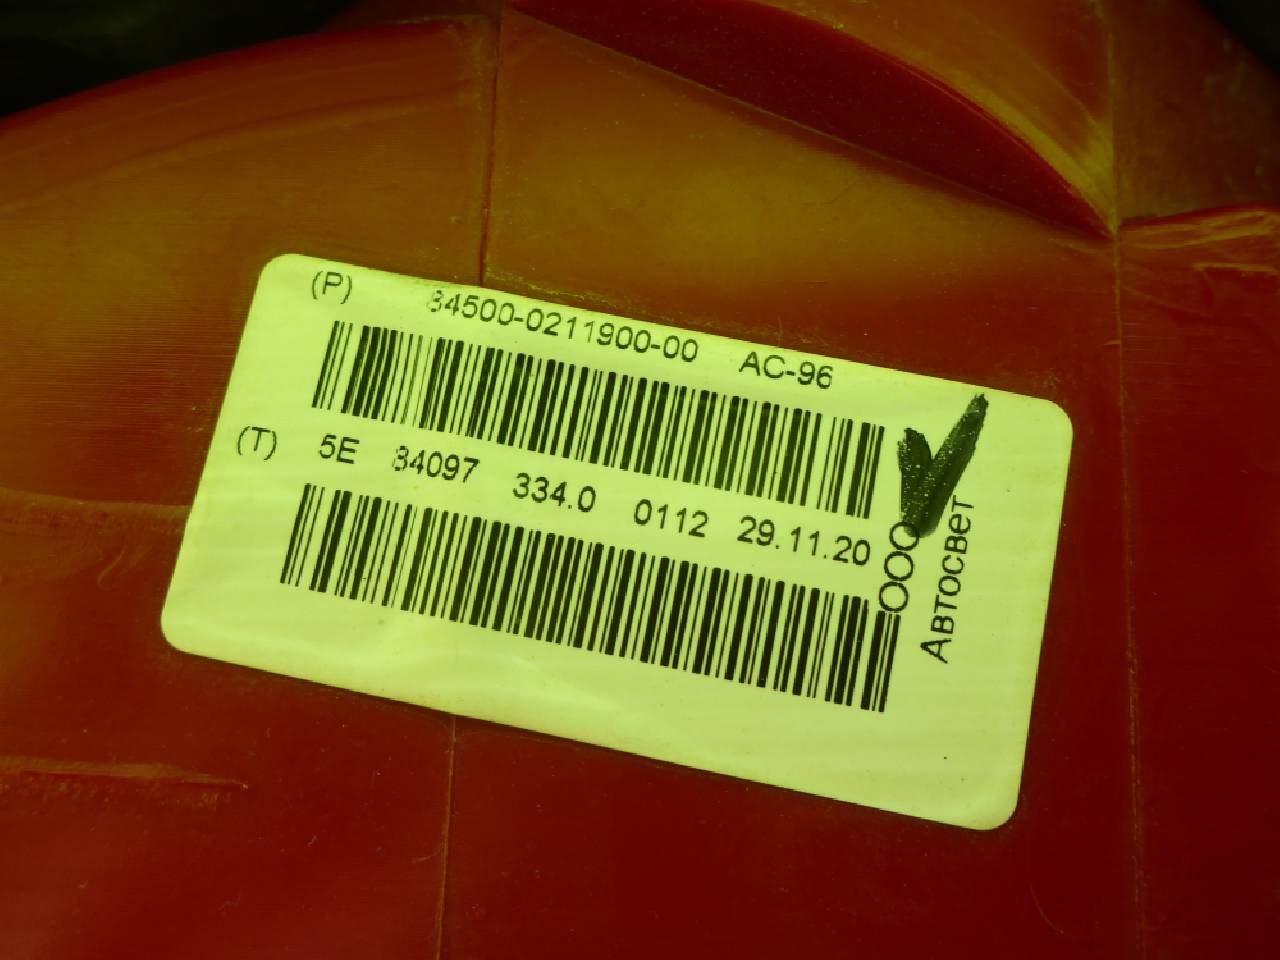 (P) 84500-0211900-00 AC-96
(T) 5E 84097 334.0 0112 29.11.20
ООО
Автосвет